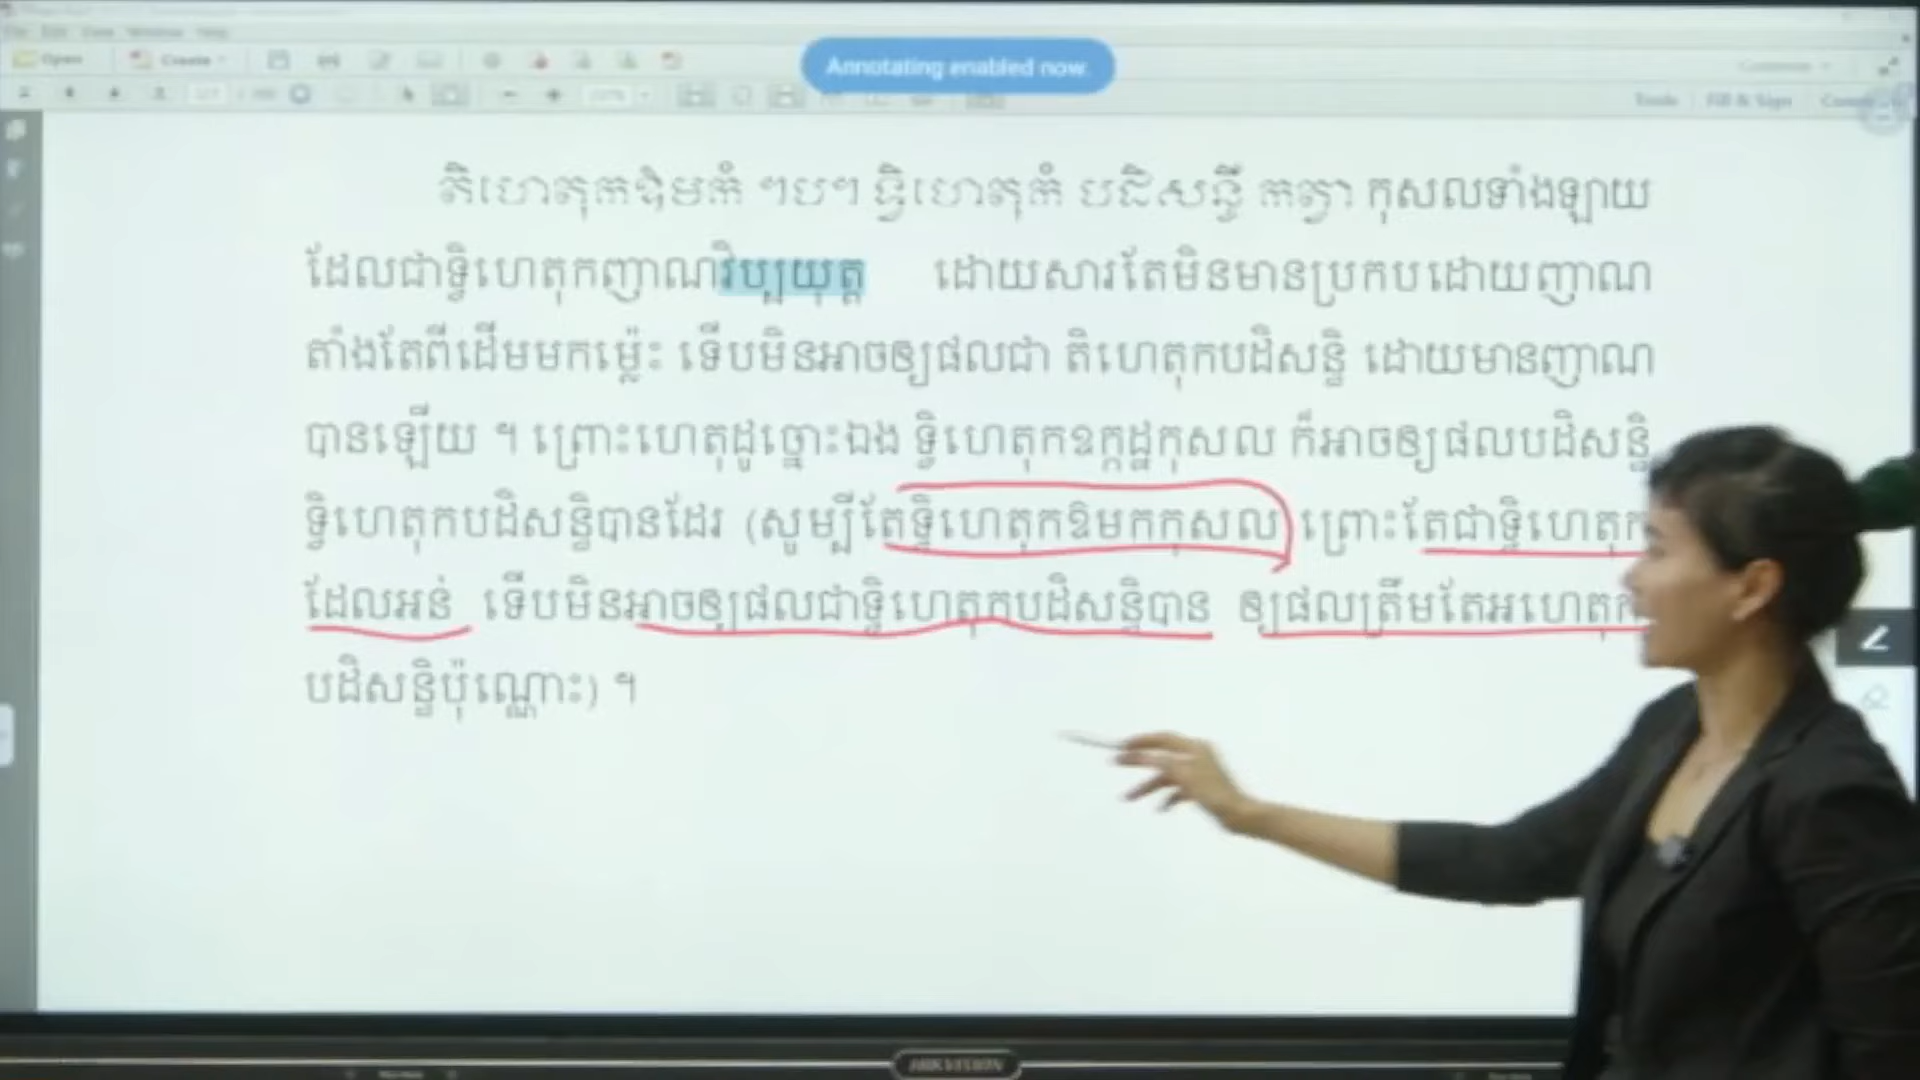 Annotating enabled now
Open
Create
Tools
Fill & Sign
តិហេតុកឱមកំ ។ប។ ទ្វិហេតុកំ បដិសន្ធិំ កត្វា កុសលទាំងឡាយ
ដែលជាទ្វិហេតុកញាណវិប្បយុត្ត ដោយសារតែមិនមានប្រកបដោយញាណ
តាំងតែពីដើមមកម្ល៉េះ ទើបមិនអាចឲ្យផលជា តិហេតុកបដិសន្ធិ ដោយមានញាណ
បានឡើយ ។ ព្រោះហេតុដូច្នោះឯង ទ្វិហេតុកឧក្កដ្ឋកុសល ក៏អាចឲ្យផលបដិសន្ធិ
ទ្វិហេតុកបដិសន្ធិបានដែរ (សូម្បីតែទ្វិហេតុកឱមកកុសល ព្រោះតែជាទ្វិហេតុក
ដែលអន់ ទើបមិនអាចឲ្យផលជាទ្វិហេតុកបដិសន្ធិបាន ឲ្យផលត្រឹមតែអហេតុក
បដិសន្ធិប៉ុណ្ណោះ) ។
HIKVISION